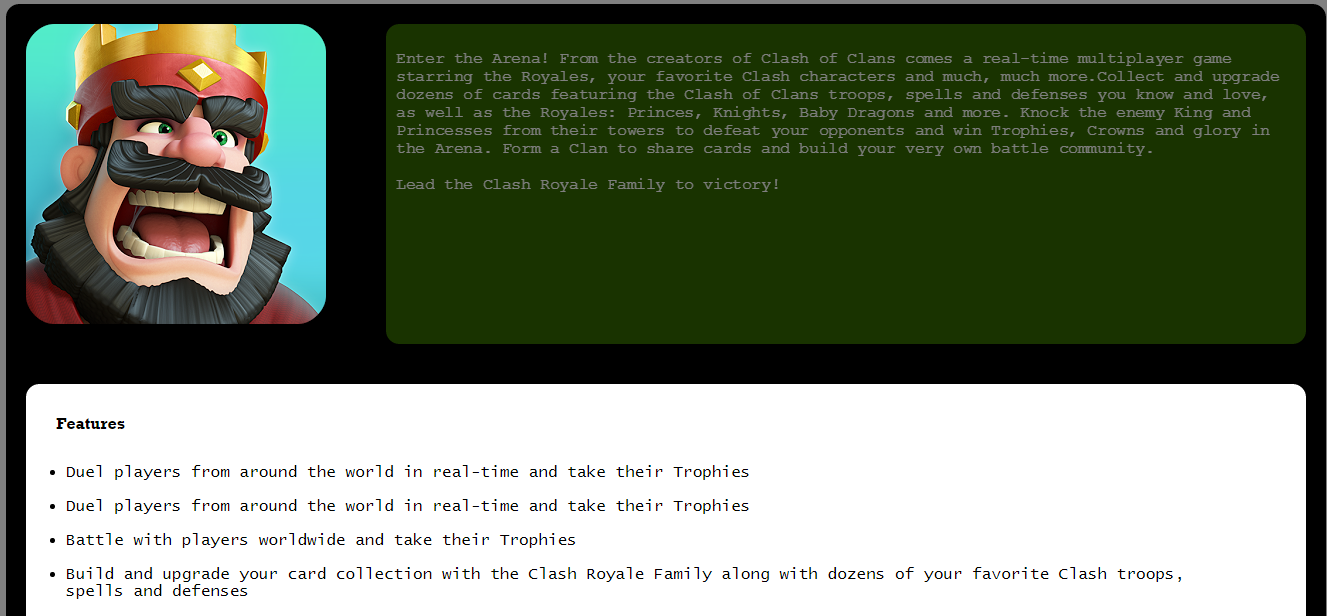 Enter the Arena! From the creators of Clash of Clans comes a real-time multiplayer game
starring the Royales, your favorite Clash characters and much, much more.Collect and upgrade
dozens of cards featuring the Clash of Clans troops, spells and defenses you know and love,
as well as the Royales: Princes, Knights, Baby Dragons and more. Knock the enemy King and
Princesses from their towers to defeat your opponents and win Trophies, Crowns and glory in
the Arena. Form a Clan to share cards and build your very own battle community.
Lead the Clash Royale Family to victory!
Features
• Duel players from around the world in real-time and take their Trophies
• Duel players from around the world in real-time and take their Trophies
• Battle with players worldwide and take their Trophies
• Build and upgrade your card collection with the Clash Royale Family along with dozens of your favorite Clash troops,
spells and defenses